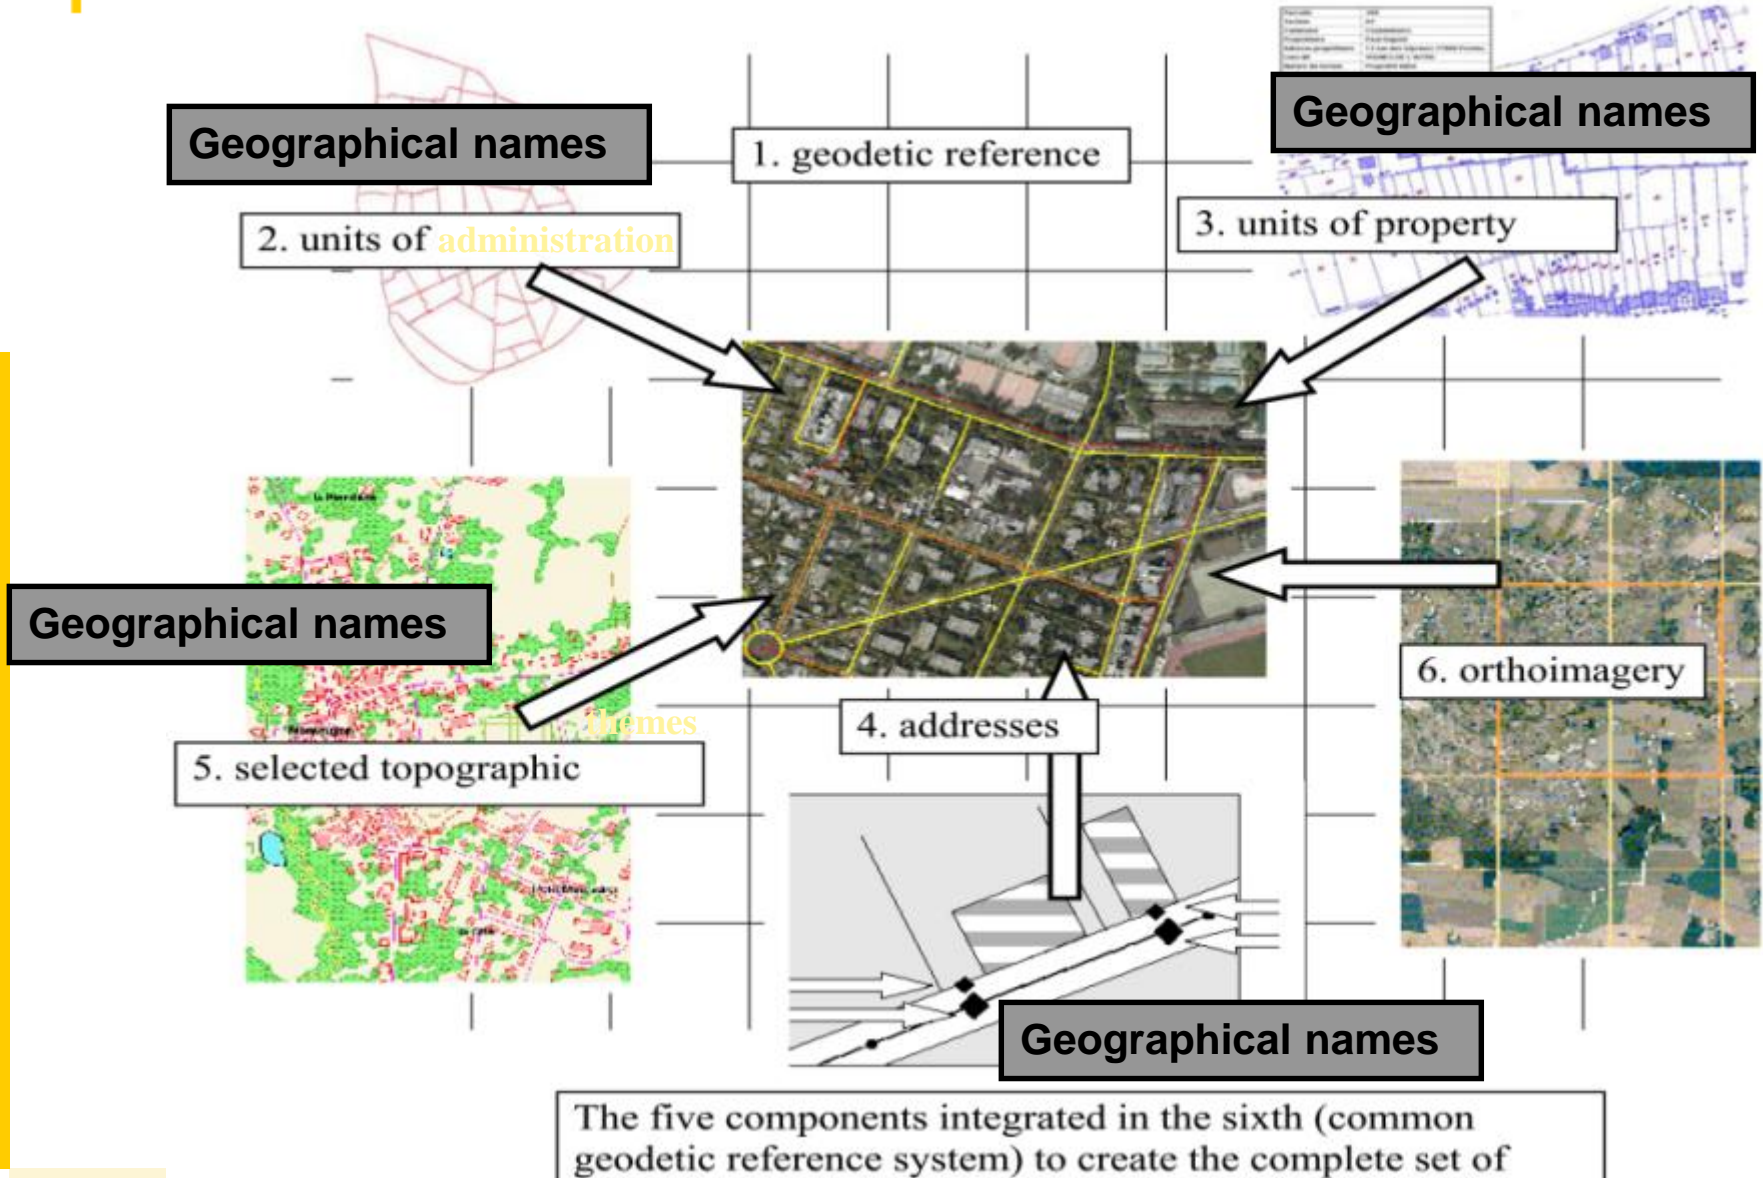 Geographical names
Geographical names
1. geodetic reference
2. units of administration
3. units of property
Geographical names
6. orthoimagery
4. addresses
themes
5. selected topographic
Geographical names
The five components integrated in the sixth (common
geodetic reference system) to create the complete set of